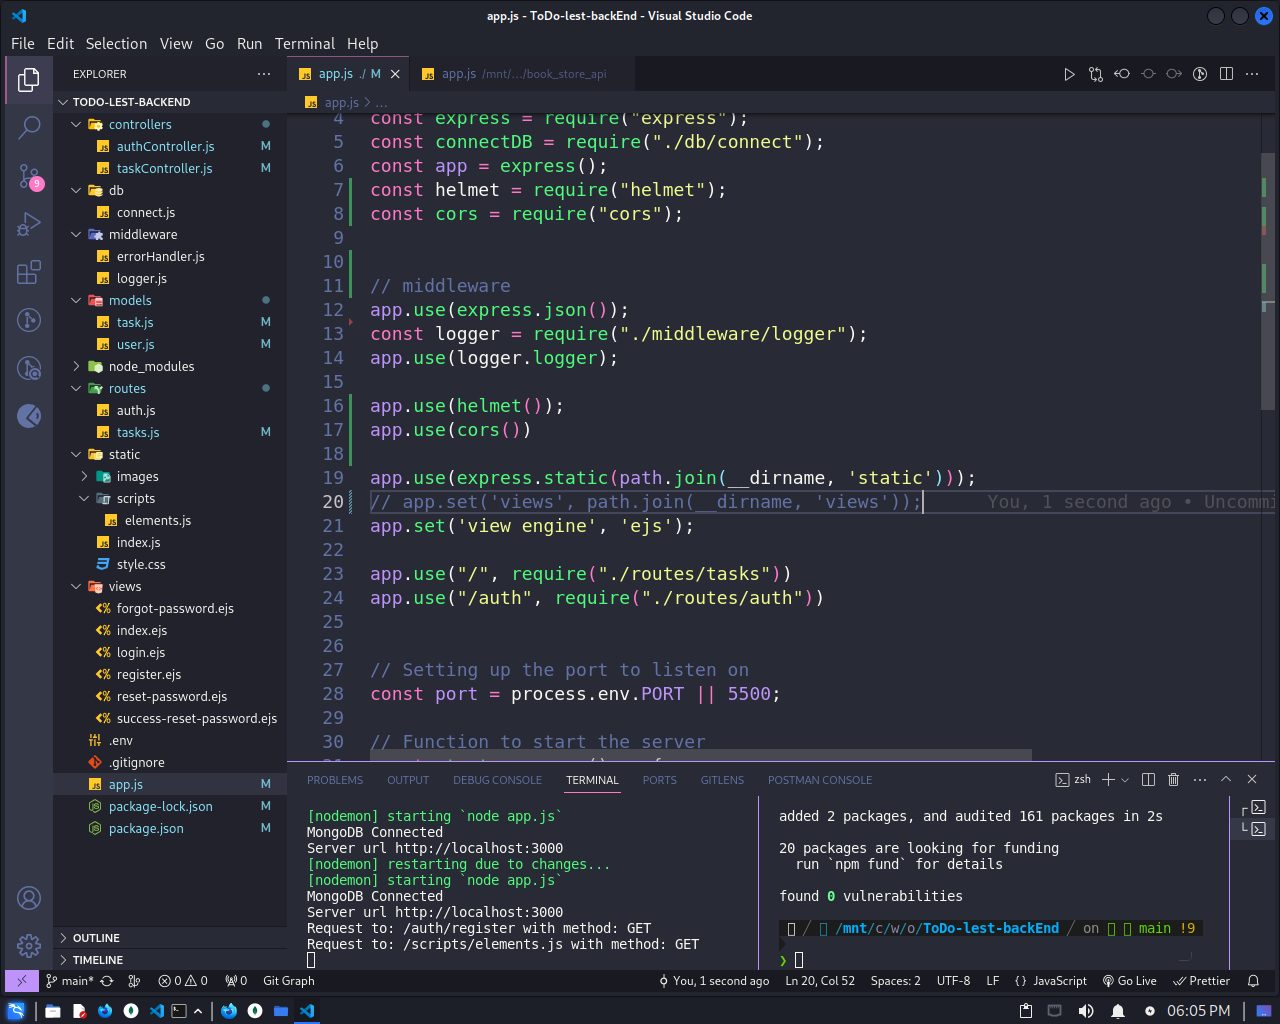 app.js - ToDo-lest-backEnd - Visual Studio Code
File Edit Selection View Go Run Terminal Help
EXPLORER
TODO-LEST-BACKEND
controllers
authController.js M
taskController.js M
db
connect.js
middleware
errorHandler.js
logger.js
models
task.js M
user.js M
node_modules
routes
auth.js
tasks.js M
static
images
scripts
elements.js
index.js
style.css
views
forgot-password.ejs
index.ejs
login.ejs
register.ejs
reset-password.ejs
success-reset-password.ejs
.env
.gitignore
app.js M
package-lock.json M
package.json M
OUTLINE
TIMELINE
9
app.js ./ M app.js /mnt/.../book_store_api
app.js > ...
4 const express = require("express");
5 const connectDB = require("./db/connect");
6 const app = express();
7 const helmet = require("helmet");
8 const cors = require("cors");
9
10
11 // middleware
12 app.use(express.json());
13 const logger = require("./middleware/logger");
14 app.use(logger.logger);
15
16 app.use(helmet());
17 app.use(cors())
18
19 app.use(express.static(path.join(__dirname, 'static')));
20 // app.set('views', path.join(__dirname, 'views')); You, 1 second ago • Uncommi
21 app.set('view engine', 'ejs');
22
23 app.use("/", require("./routes/tasks"))
24 app.use("/auth", require("./routes/auth"))
25
26
27 // Setting up the port to listen on
28 const port = process.env.PORT || 5500;
29
30 // Function to start the server
PROBLEMS OUTPUT DEBUG CONSOLE TERMINAL PORTS GITLENS POSTMAN CONSOLE zsh
[nodemon] starting `node app.js`
MongoDB Connected
Server url http://localhost:3000
[nodemon] restarting due to changes...
[nodemon] starting `node app.js`
MongoDB Connected
Server url http://localhost:3000
Request to: /auth/register with method: GET
Request to: /scripts/elements.js with method: GET
added 2 packages, and audited 161 packages in 2s
20 packages are looking for funding
run `npm fund` for details
found 0 vulnerabilities
/ /mnt/c/w/o/ToDo-lest-backEnd / on main !9
❯
main* 0 0 0 Git Graph You, 1 second ago Ln 20, Col 52 Spaces: 2 UTF-8 LF {} JavaScript Go Live Prettier
06:05 PM